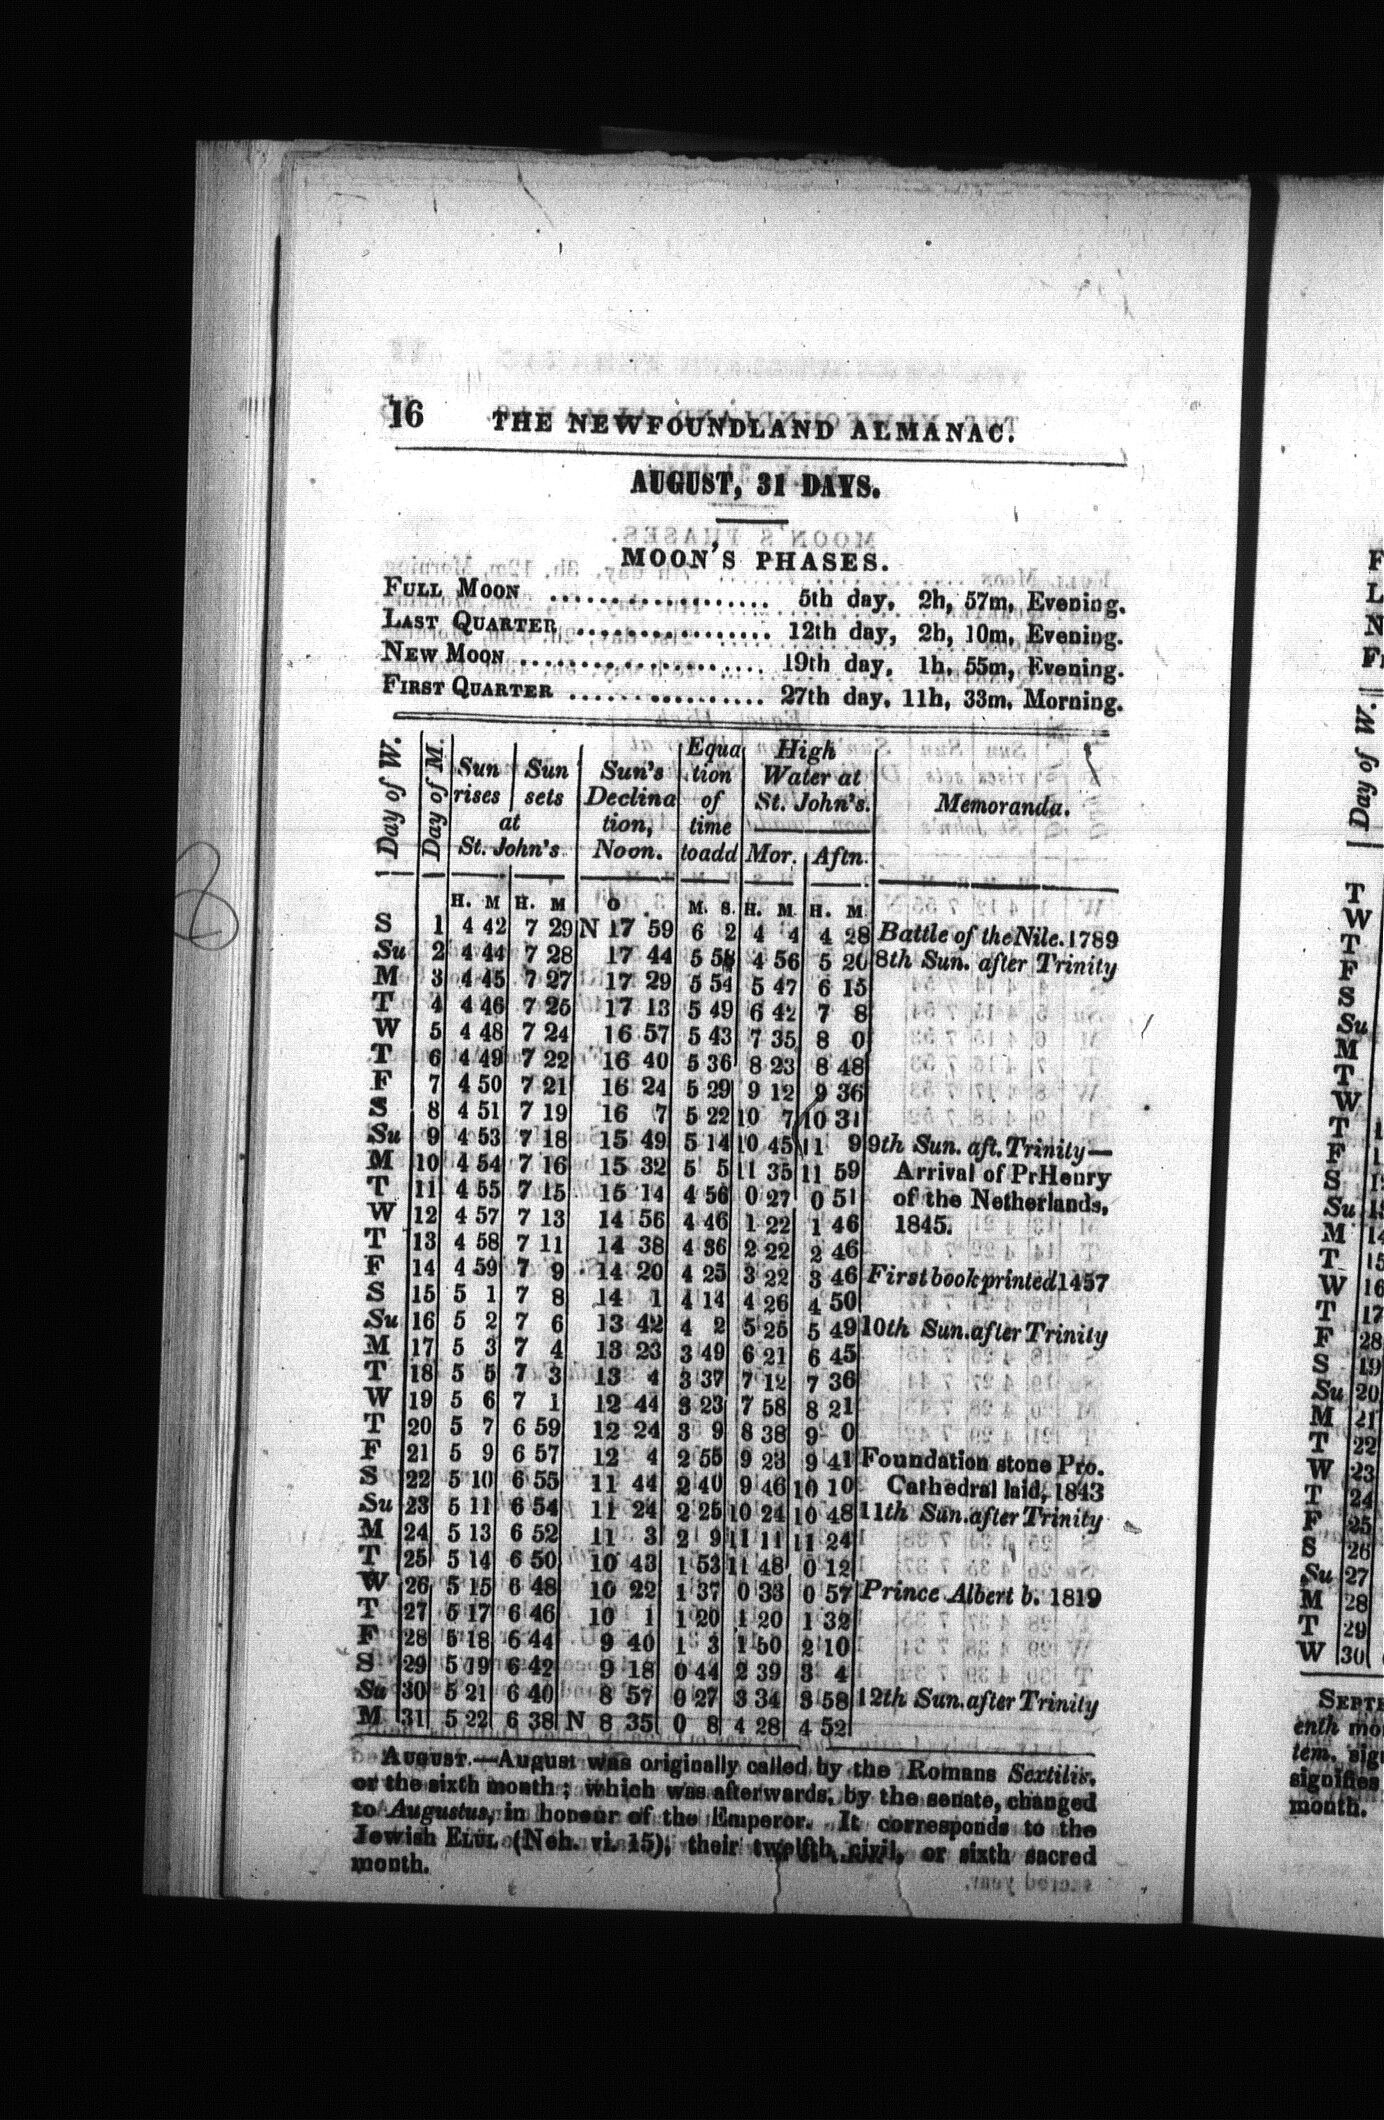 16 THE NEWFOUNDLAND ALMANAC.
AUGUST, 31 DAYS.
MOON'S PHASES.
FULL MOON .................. 5th day, 2h, 57m, Evening.
LAST QUARTER ................ 12th day, 2h, 10m, Evening.
NEW MOON .................... 19th day, 1h, 55m, Evening.
FIRST QUARTER ................ 27th day, 11h, 33m, Morning.
Day of W. Day of M. Sun rises Sun sets at St. John's. Sun's Declination, Noon. Equation of time to add High Water at St. John's. Mor. Aftn. Memoranda.
H. M H. M O M. S. H. M. H. M
S 1 4 42 7 29 N 17 59 6 2 4 4 4 28 Battle of the Nile. 1789
Su 2 4 44 7 28 17 44 5 58 4 56 5 20 8th Sun. after Trinity
M 3 4 45 7 27 17 29 5 54 5 47 6 15
T 4 4 46 7 25 17 13 5 49 6 42 7 8
W 5 4 48 7 24 16 57 5 43 7 35 8 0
T 6 4 49 7 22 16 40 5 36 8 23 8 48
F 7 4 50 7 21 16 24 5 29 9 12 9 36
S 8 4 51 7 19 16 7 5 22 10 7 10 31
Su 9 4 53 7 18 15 49 5 14 10 45 11 9 9th Sun. aft. Trinity—
M 10 4 54 7 16 15 32 5 5 11 35 11 59 Arrival of Pr Henry
T 11 4 55 7 15 15 14 4 56 0 27 0 51 of the Netherlands,
W 12 4 57 7 13 14 56 4 46 1 22 1 46 1845.
T 13 4 58 7 11 14 38 4 36 2 22 2 46
F 14 4 59 7 9 14 20 4 25 3 22 3 46 First book printed 1457
S 15 5 1 7 8 14 1 4 14 4 26 4 50
Su 16 5 2 7 6 13 42 4 2 5 25 5 49 10th Sun. after Trinity
M 17 5 3 7 4 13 23 3 49 6 21 6 45
T 18 5 5 7 3 13 4 3 37 7 12 7 36
W 19 5 6 7 1 12 44 3 23 7 58 8 21
T 20 5 7 6 59 12 24 3 9 8 38 9 0
F 21 5 9 6 57 12 4 2 55 9 23 9 41 Foundation stone Pro.
S 22 5 10 6 55 11 44 2 40 9 46 10 10 Cathedral laid, 1843
Su 23 5 11 6 54 11 24 2 25 10 24 10 48 11th Sun. after Trinity
M 24 5 13 6 52 11 3 2 9 11 11 11 24
T 25 5 14 6 50 10 43 1 53 11 48 0 12
W 26 5 15 6 48 10 22 1 37 0 33 0 57 Prince Albert b. 1819
T 27 5 17 6 46 10 1 1 20 1 20 1 32
F 28 5 18 6 44 9 40 1 3 1 50 2 10
S 29 5 19 6 42 9 18 0 44 2 39 3 4
Su 30 5 21 6 40 8 57 0 27 3 34 3 58 12th Sun. after Trinity
M 31 5 22 6 38 N 8 35 0 8 4 28 4 52
AUGUST.—August was originally called by the Romans Sextilis,
or the sixth month; which was afterwards, by the senate, changed
to Augustus, in honour of the Emperor. It corresponds to the
Jewish ELUL (Neh. vi. 15), their twelfth civil, or sixth sacred
month.
Day of W.
T
W
T
F
S
Su
M
T
W
T
F
S
Su
M 14
T 15
W 16
T 17
F 28
S 19
Su 20
M 21
T 22
W 23
T 24
F 25
S 26
Su 27
M 28
T 29
W 30
signifies
month.